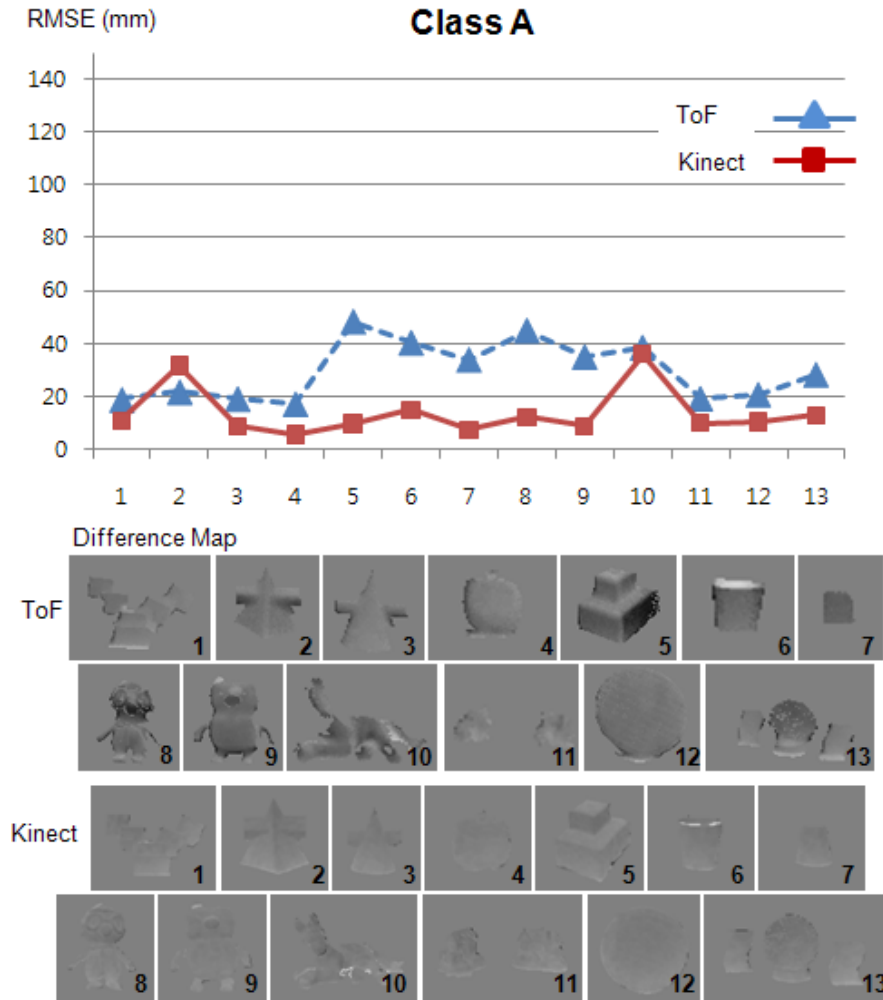 RMSE (mm)
Class A
140
120
100
80
60
40
20
0
ToF
Kinect
1 2 3 4 5 6 7 8 9 10 11 12 13
Difference Map
ToF
1 2 3 4 5 6 7
8 9 10 11 12 13
Kinect
1 2 3 4 5 6 7
8 9 10 11 12 13